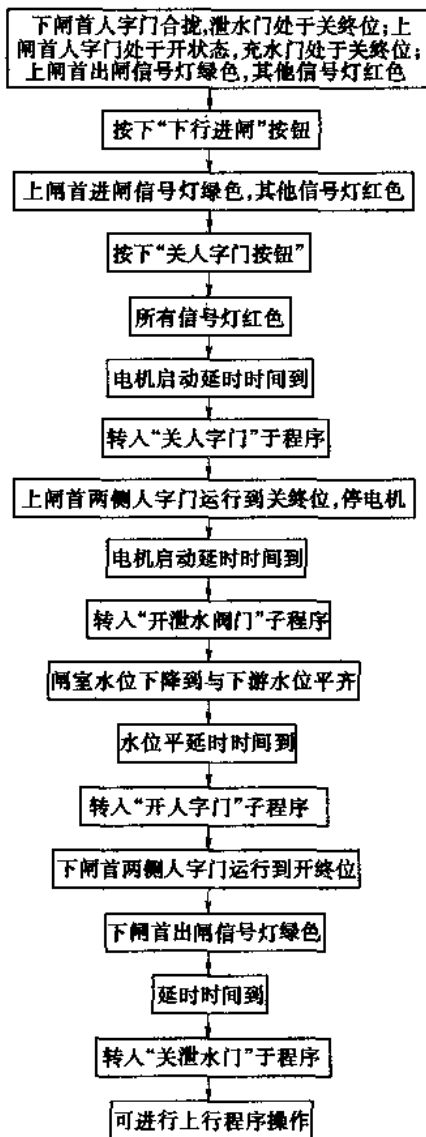 下闸首人字门合拢,泄水门处于关终位;上
闸首人字门处于开状态,充水门处于关终位;
上闸首出闸信号灯绿色,其他信号灯红色
按下“下行进闸”按钮
上闸首进闸信号灯绿色,其他信号灯红色
按下“关人字门按钮”
所有信号灯红色
电机启动延时时间到
转入“关人字门”于程序
上闸首两侧人字门运行到关终位,停电机
电机启动延时时间到
转入“开泄水阀门”子程序
闸室水位下降到与下游水位平齐
水位平延时时间到
转入“开人字门”子程序
下闸首两侧人字门运行到开终位
下闸首出闸信号灯绿色
延时时间到
转入“关泄水门”于程序
可进行上行程序操作